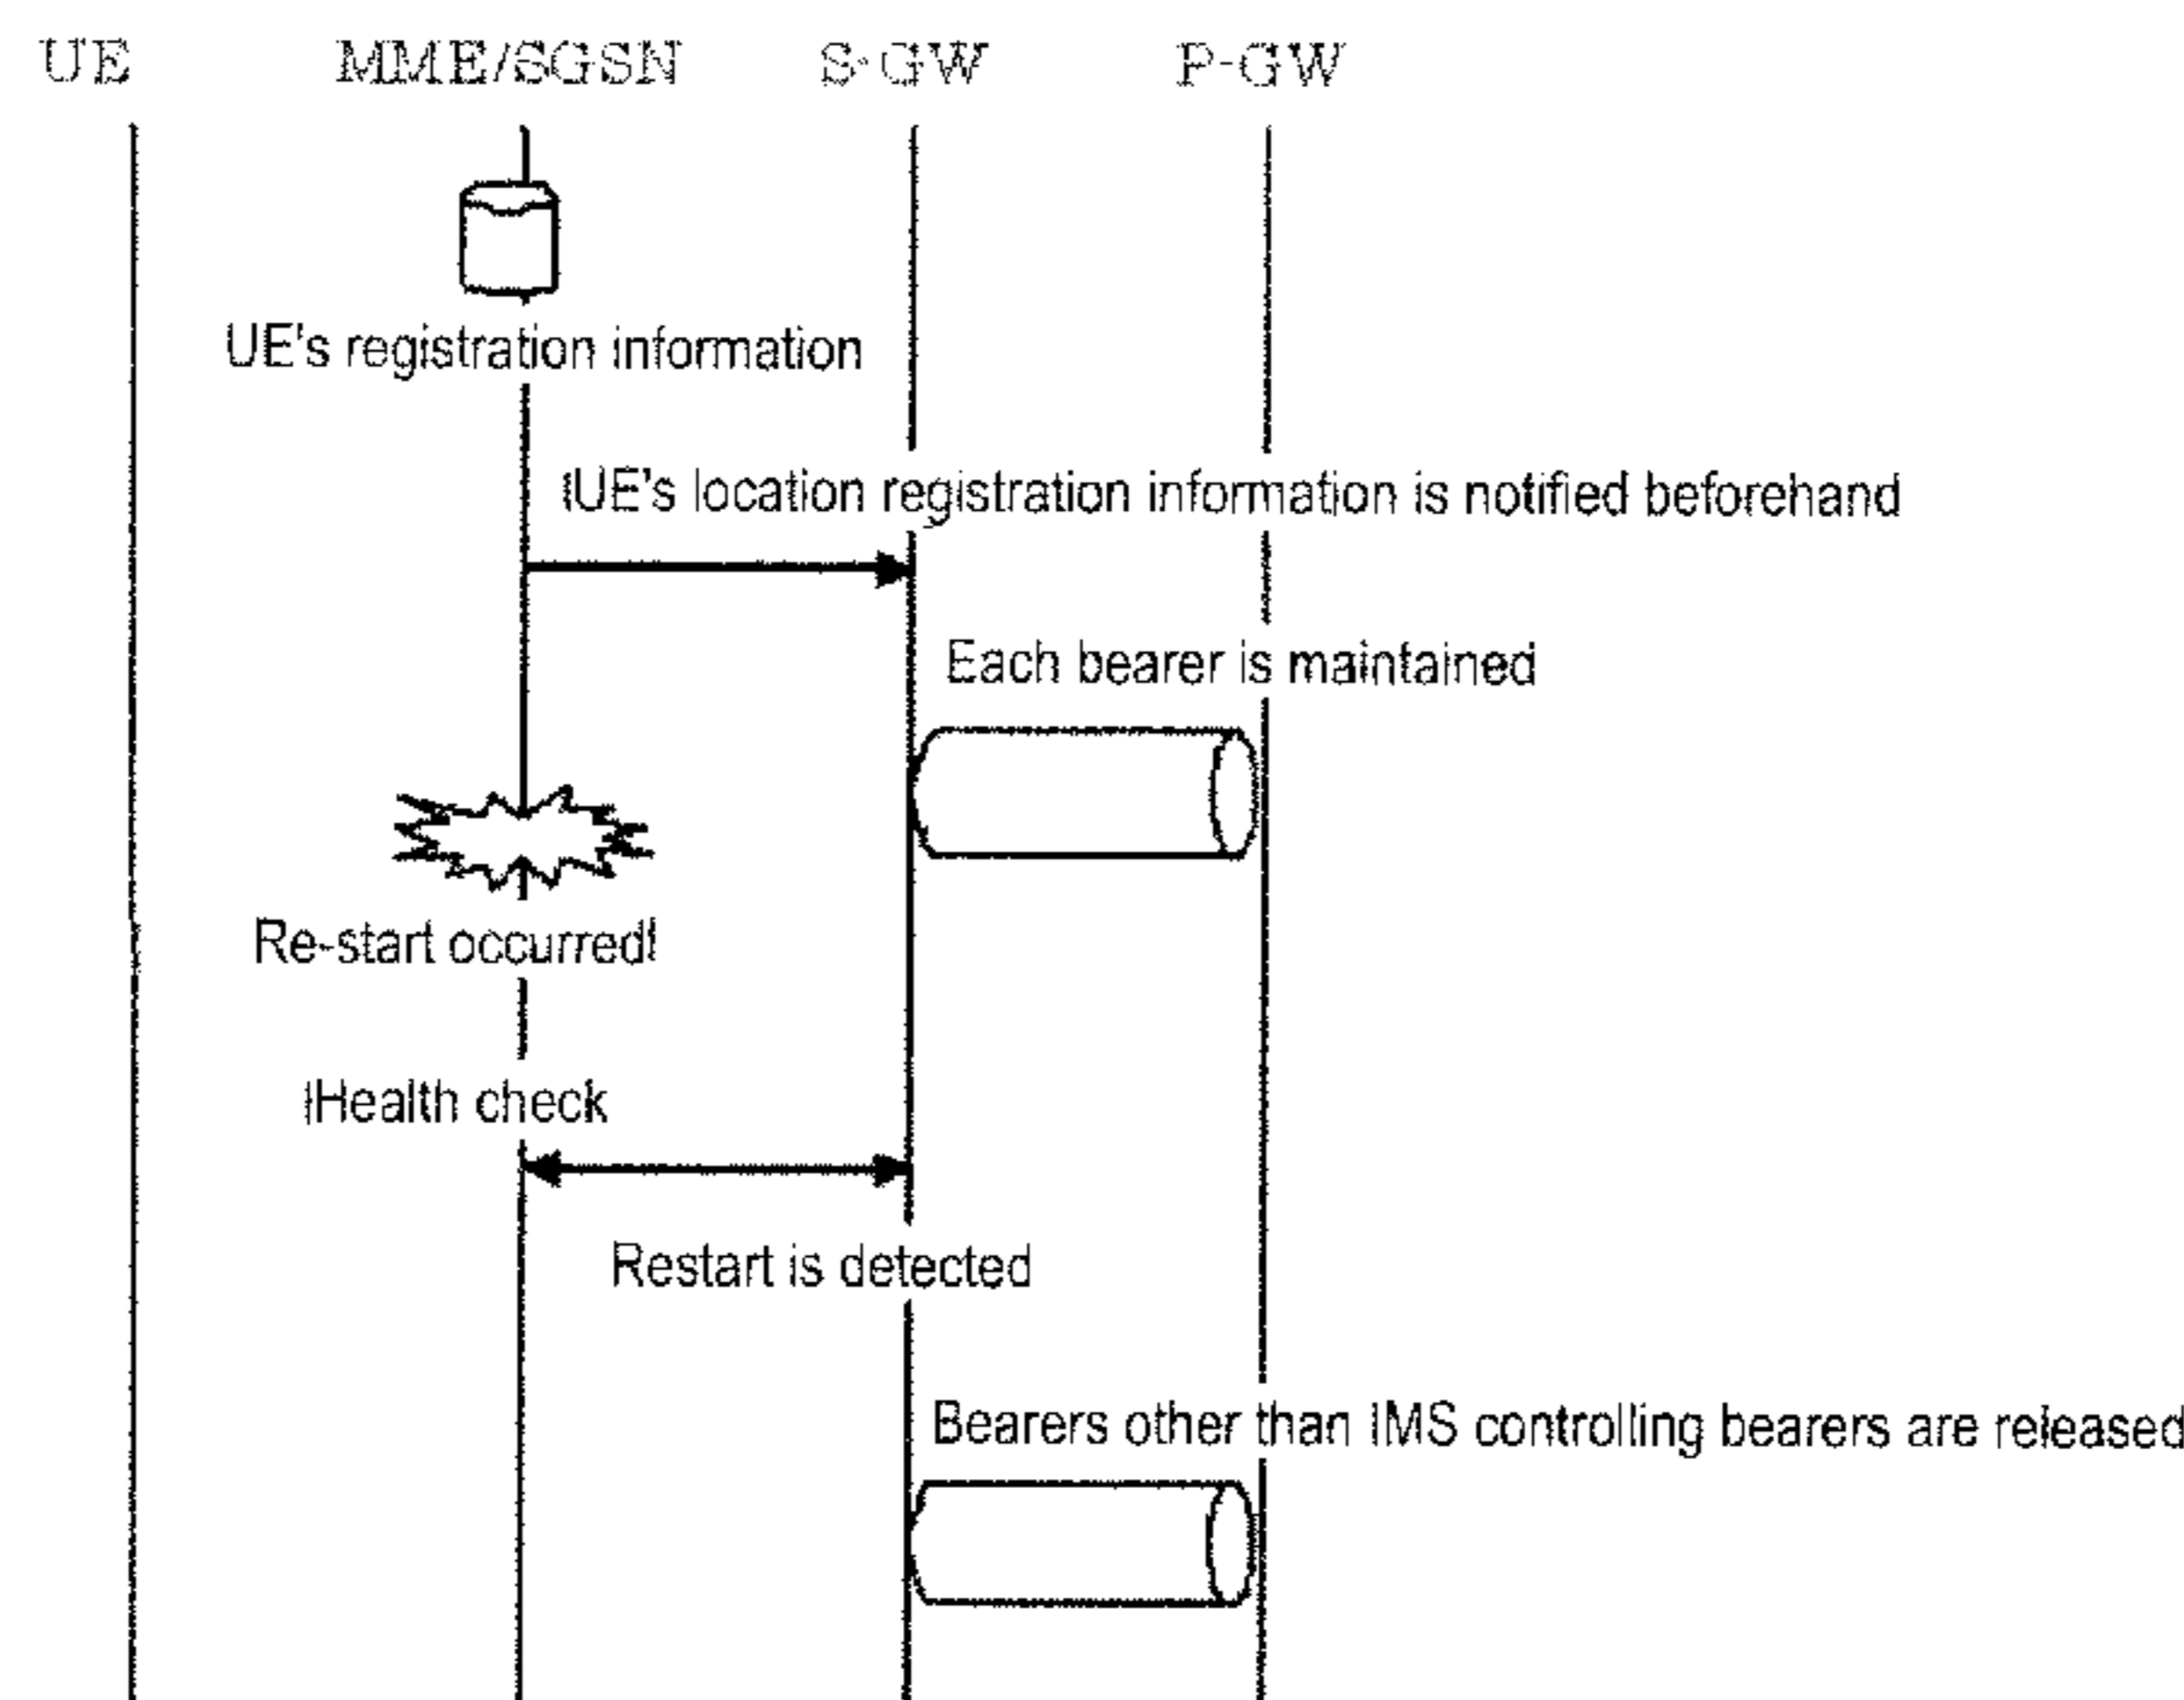 UE MME/SGSN S-GW P-GW
UE's registration information
UE's location registration information is notified beforehand
Each bearer is maintained
Re-start occurred!
Health check
Restart is detected
Bearers other than IMS controlling bearers are released